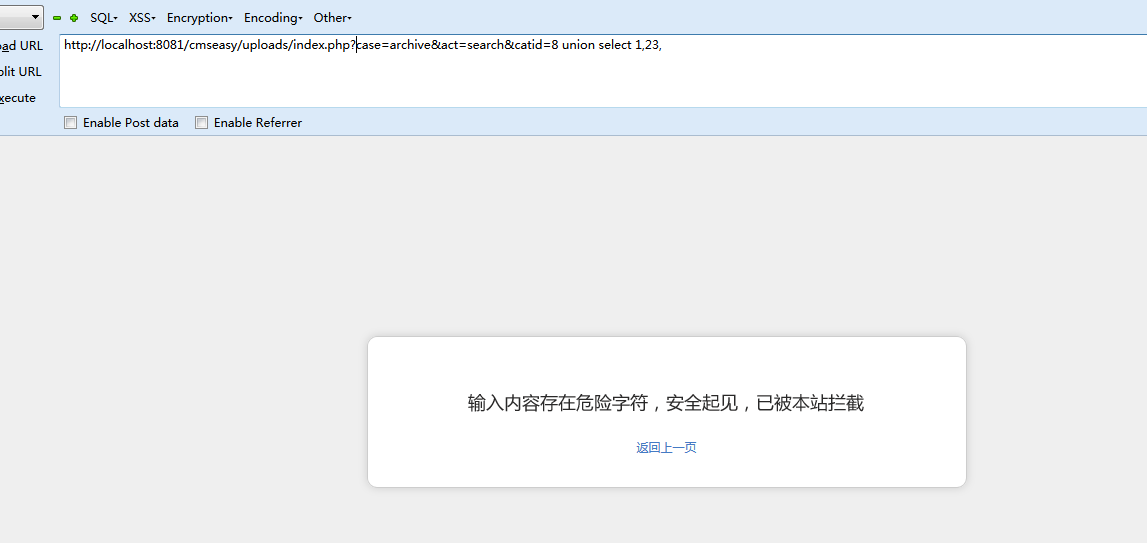 SQL XSS Encryption Encoding Other
ad URL
http://localhost:8081/cmseasy/uploads/index.php?case=archive&act=search&catid=8 union select 1,23,
plit URL
xecute
Enable Post data Enable Referrer
输入内容存在危险字符，安全起见，已被本站拦截
返回上一页